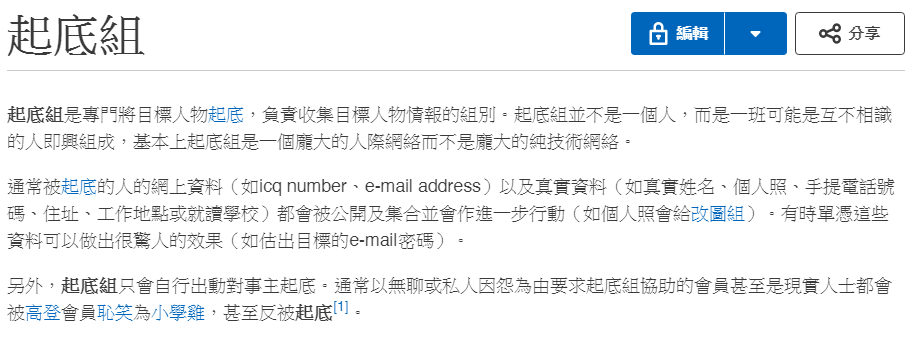 起底組
編輯
分享
起底組是專門將目標人物起底，負責收集目標人物情報的組別。起底組並不是一個人，而是一班可能是互不相識
的人即興組成，基本上起底組是一個龐大的人際網絡而不是龐大的純技術網絡。
通常被起底的人的網上資料（如icq number、e-mail address）以及真實資料（如真實姓名、個人照、手提電話號
碼、住址、工作地點或就讀學校）都會被公開及集合並會作進一步行動（如個人照會給改圖組）。有時單憑這些
資料可以做出很驚人的效果（如估出目標的e-mail密碼）。
另外，起底組只會自行出動對事主起底。通常以無聊或私人因怨為由要求起底組協助的會員甚至是現實人士都會
被高登會員恥笑為小學雞，甚至反被起底[1]。